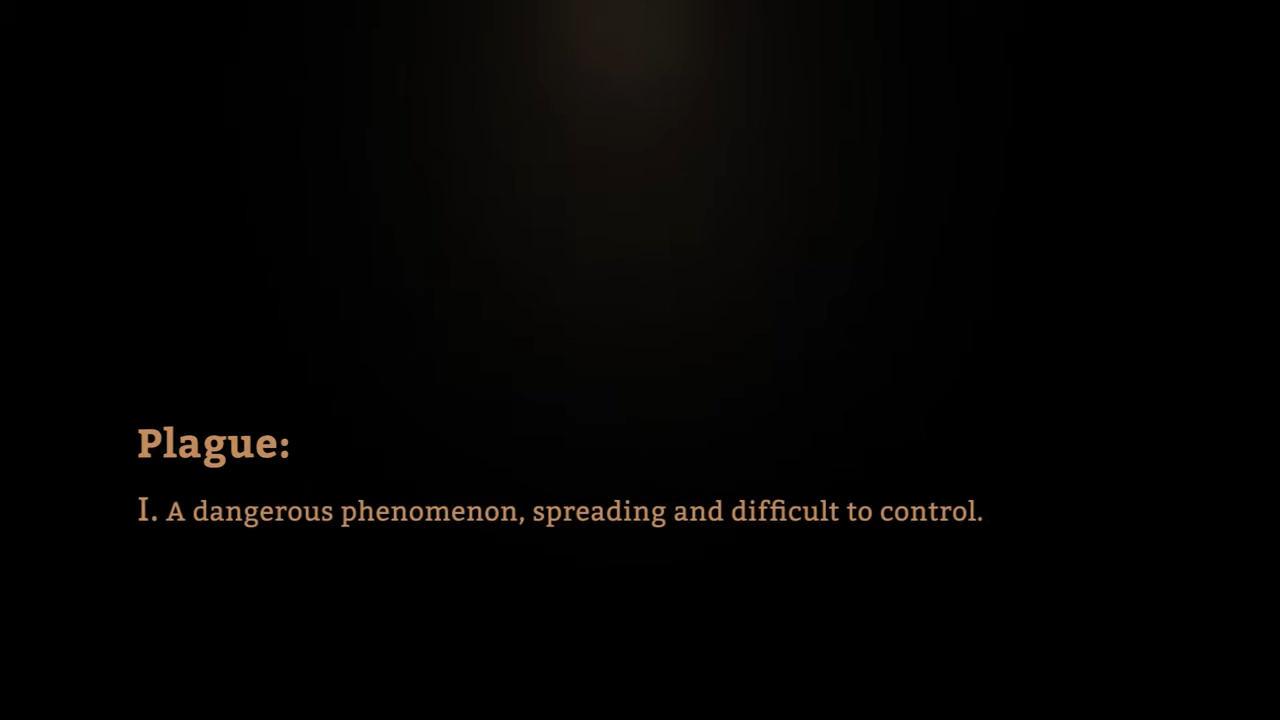 Plague:
I. A dangerous phenomenon, spreading and difficult to control.